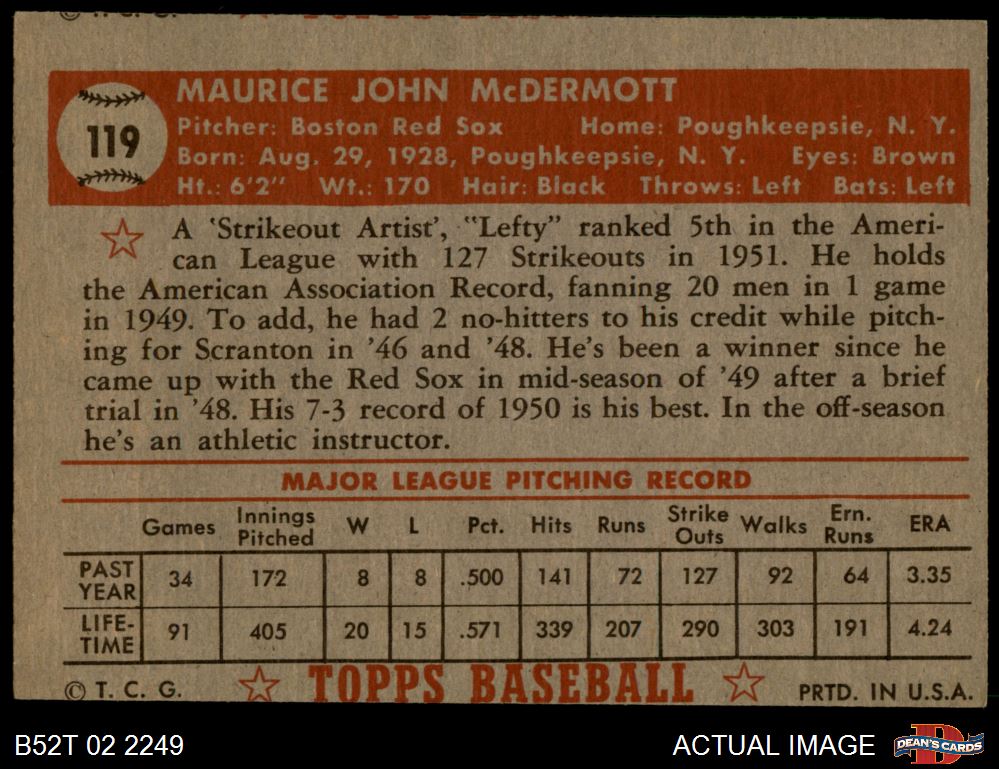 © T. C. G. TOPPS BASEBALL
119
MAURICE JOHN McDERMOTT
Pitcher: Boston Red Sox Home: Poughkeepsie, N. Y.
Born: Aug. 29, 1928, Poughkeepsie, N. Y. Eyes: Brown
Ht.: 6'2" Wt.: 170 Hair: Black Throws: Left Bats: Left
A 'Strikeout Artist', "Lefty" ranked 5th in the Ameri-
can League with 127 Strikeouts in 1951. He holds
the American Association Record, fanning 20 men in 1 game
in 1949. To add, he had 2 no-hitters to his credit while pitch-
ing for Scranton in '46 and '48. He's been a winner since he
came up with the Red Sox in mid-season of '49 after a brief
trial in '48. His 7-3 record of 1950 is his best. In the off-season
he's an athletic instructor.
MAJOR LEAGUE PITCHING RECORD
Games Innings Pitched W L Pct. Hits Runs Strike Outs Walks Ern. Runs ERA
PAST YEAR 34 172 8 8 .500 141 72 127 92 64 3.35
LIFE-TIME 91 405 20 15 .571 339 207 290 303 191 4.24
© T. C. G. TOPPS BASEBALL PRTD. IN U.S.A.
B52T 02 2249 ACTUAL IMAGE DEAN'S CARDS